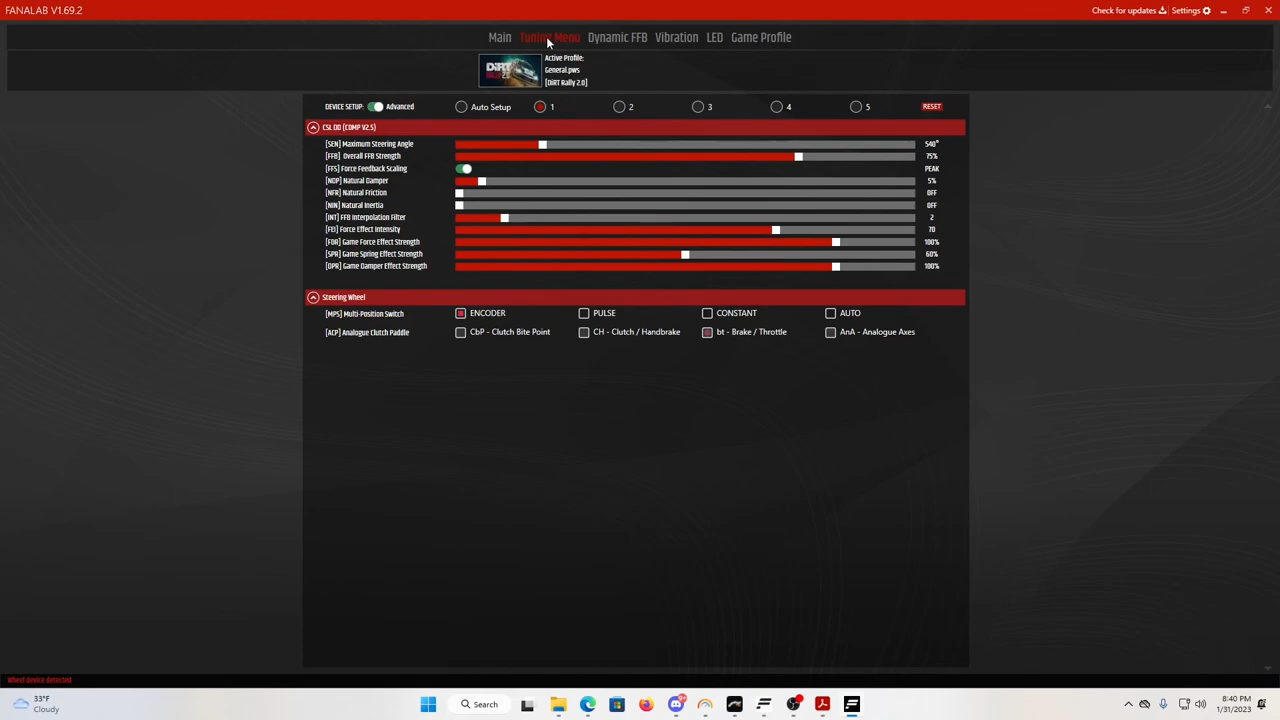 FANALAB V1.69.2
Check for updates Settings
Main Tuning Menu Dynamic FFB Vibration LED Game Profile
DiRT
Active Profile:
General.pws
[DiRT Rally 2.0]
DEVICE SETUP: Advanced Auto Setup 1 2 3 4 5 RESET
CSL DD (COMP V2.5)
[SEN] Maximum Steering Angle 540°
[FFB] Overall FFB Strength 75%
[FFS] Force Feedback Scaling PEAK
[NDP] Natural Damper 5%
[NFR] Natural Friction OFF
[NIN] Natural Inertia OFF
[INT] FFB Interpolation Filter 2
[FEI] Force Effect Intensity 70
[FOR] Game Force Effect Strength 100%
[SPR] Game Spring Effect Strength 60%
[DPR] Game Damper Effect Strength 100%
Steering Wheel
[MPS] Multi-Position Switch ENCODER PULSE CONSTANT AUTO
[ACP] Analogue Clutch Paddle CbP - Clutch Bite Point CH - Clutch / Handbrake bt - Brake / Throttle AnA - Analogue Axes
Wheel device detected
33°F
Cloudy
Search
8:40 PM
1/31/2023